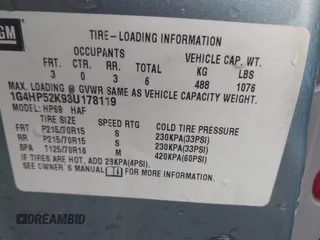 GM
TIRE-LOADING INFORMATION
OCCUPANTS VEHICLE CAP. WT.
FRT. CTR. RR. MAX. KG LBS
3 0 3 6 488 1076
MAX. LOADING @ GVWR SAME AS VEHICLE CAPACITY WEIGHT.
1G4HP52K93U178119
MODEL: HP69 HAF
TIRE SIZE SPEED RTG COLD TIRE PRESSURE
FRT P215/70R15 S 230KPA(33PSI)
RR P215/70R15 S 230KPA(33PSI)
SPA T125/70R16 M 420KPA(60PSI)
IF TIRES ARE HOT, ADD 28KPA(4PSI).
SEE OWNER'S MANUAL FOR ADDITIONAL INFORMATION
DREAMBID